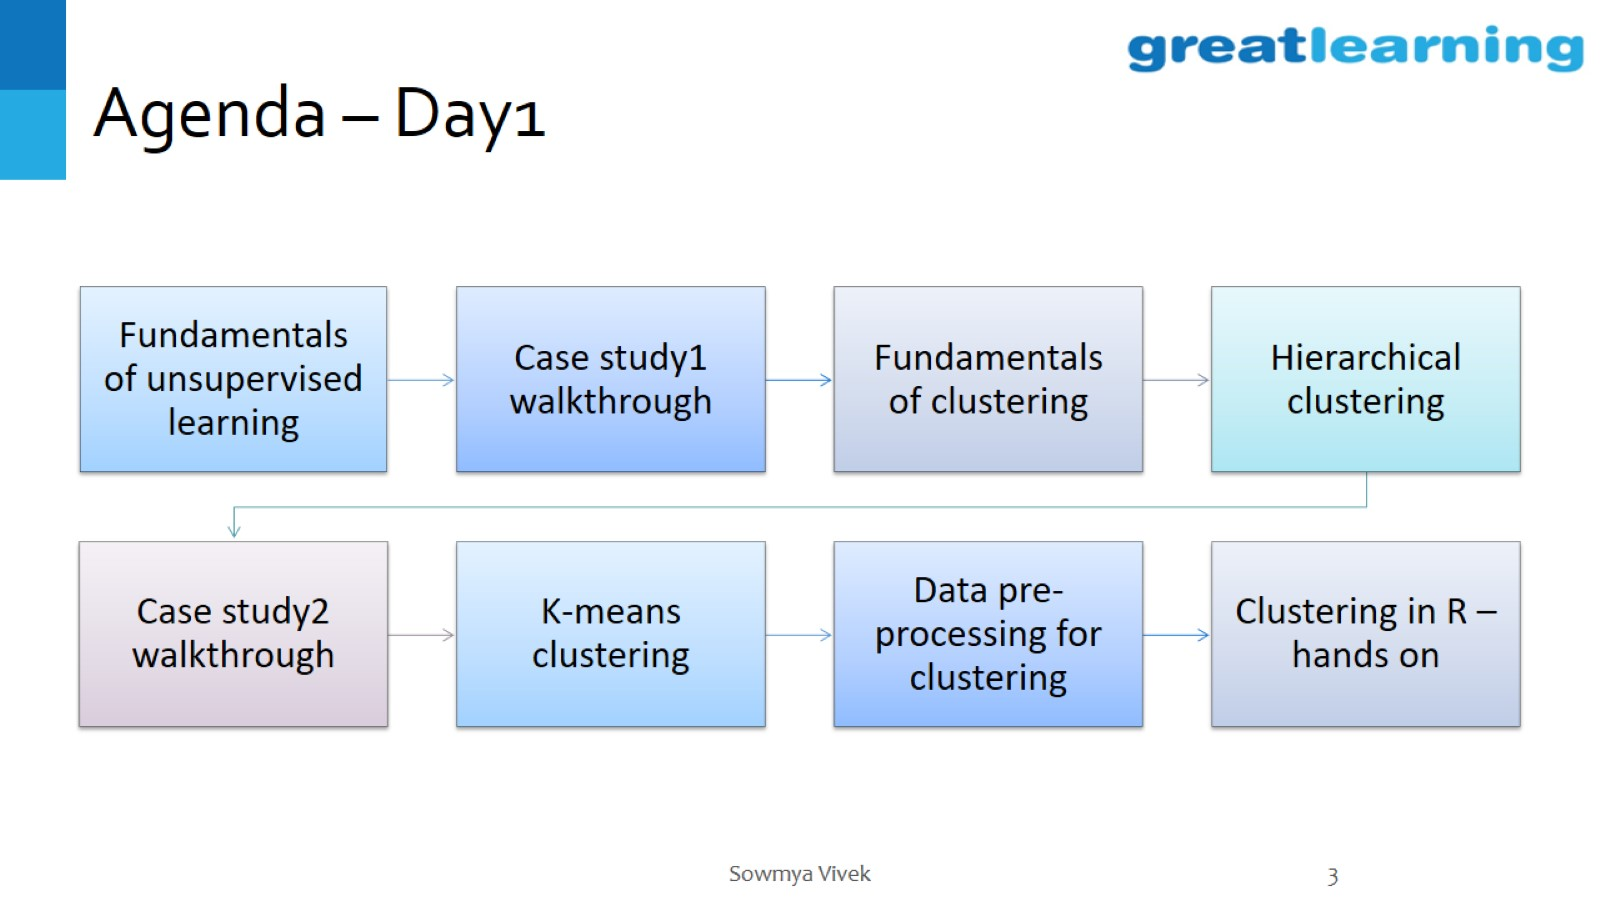 greatlearning
Agenda – Day1
Fundamentals
of unsupervised
learning
Case study1
walkthrough
Fundamentals
of clustering
Hierarchical
clustering
Case study2
walkthrough
K-means
clustering
Data pre-
processing for
clustering
Clustering in R –
hands on
Sowmya Vivek
3